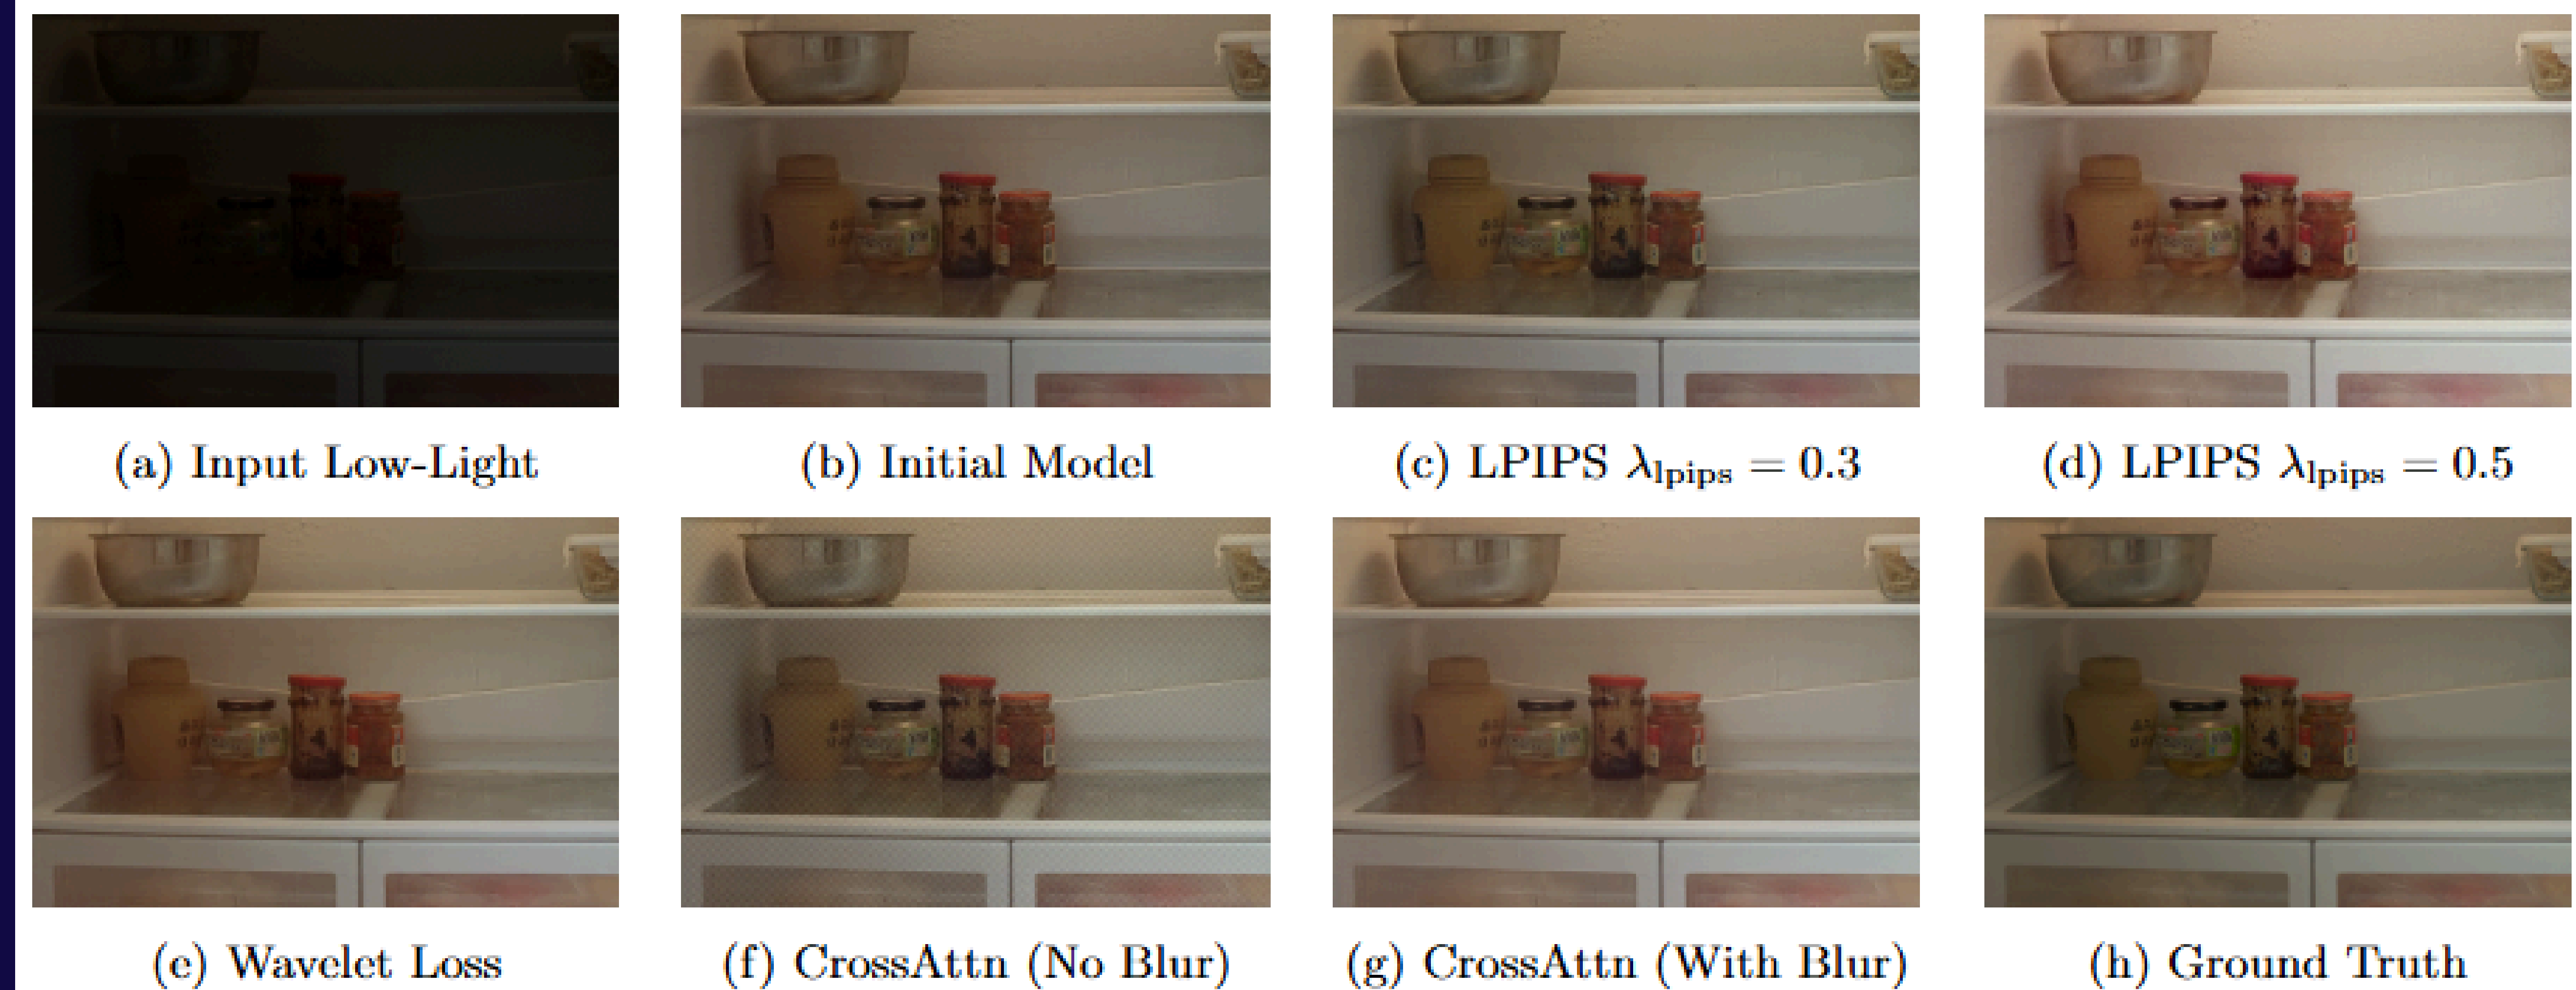 (a) Input Low-Light
(b) Initial Model
(c) LPIPS λlpips = 0.3
(d) LPIPS λlpips = 0.5
(e) Wavelet Loss
(f) CrossAttn (No Blur)
(g) CrossAttn (With Blur)
(h) Ground Truth